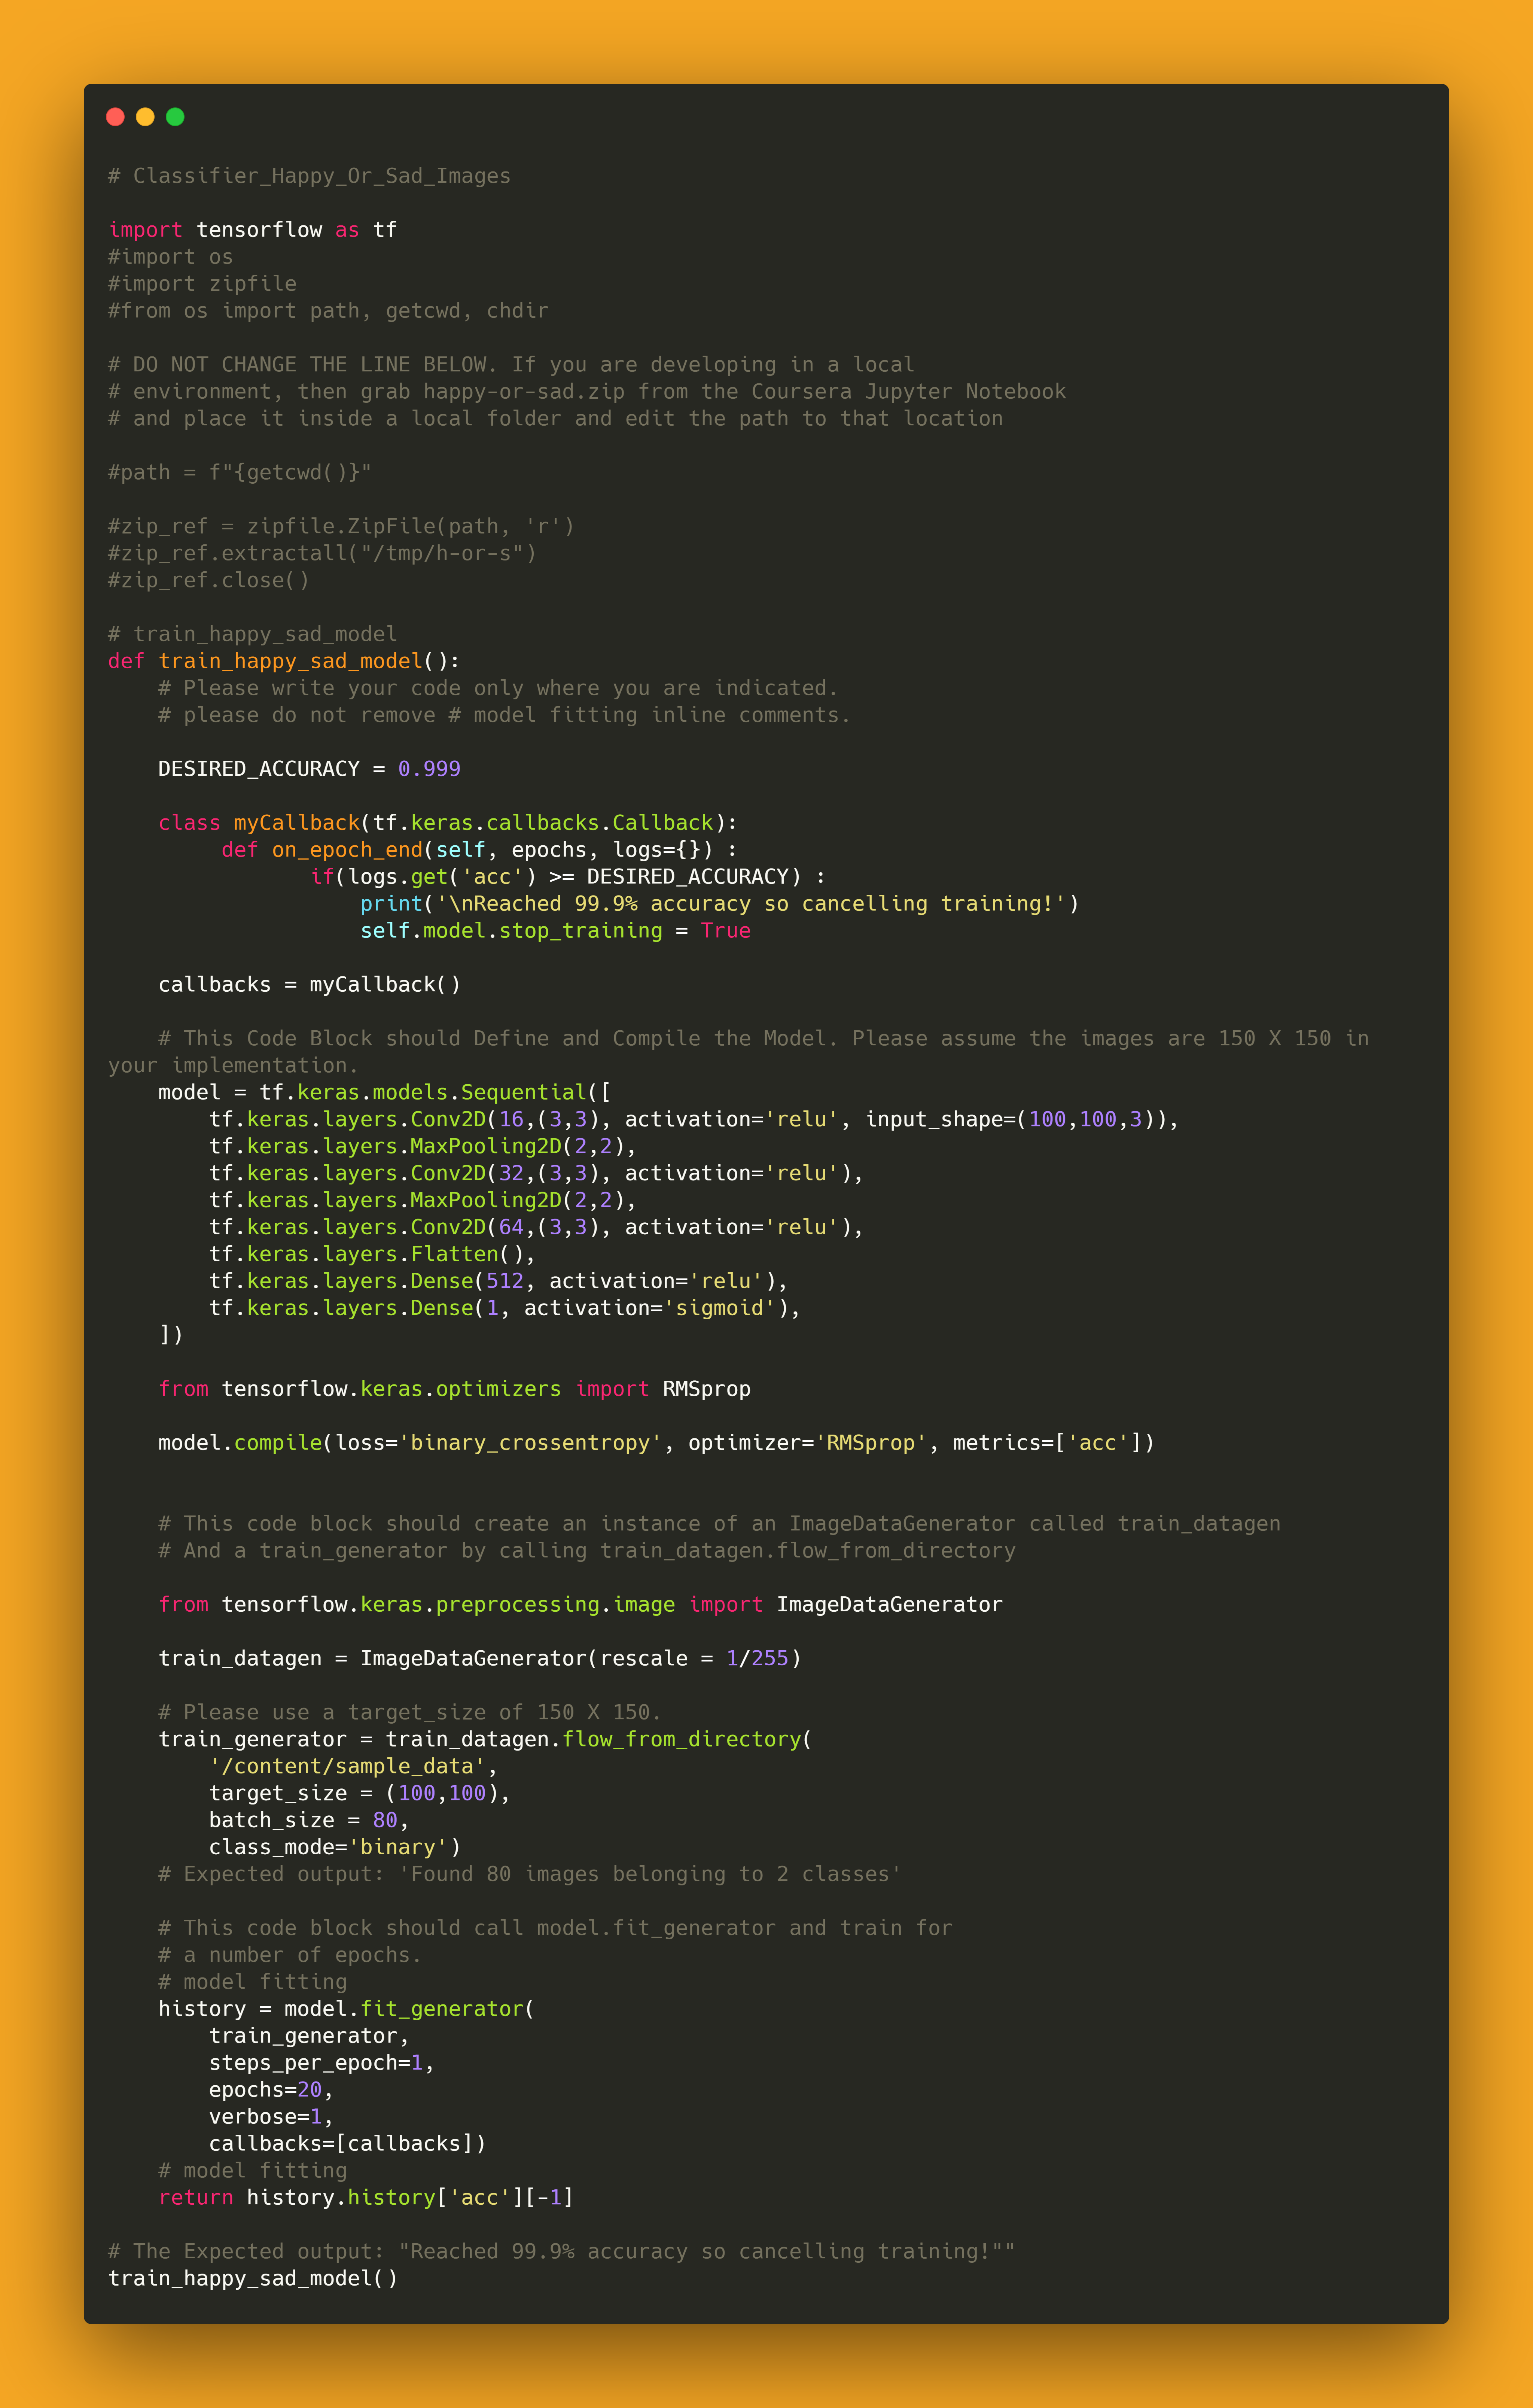 # Classifier_Happy_Or_Sad_Images

import tensorflow as tf
#import os
#import zipfile
#from os import path, getcwd, chdir

# DO NOT CHANGE THE LINE BELOW. If you are developing in a local
# environment, then grab happy-or-sad.zip from the Coursera Jupyter Notebook
# and place it inside a local folder and edit the path to that location

#path = f"{getcwd()}"

#zip_ref = zipfile.ZipFile(path, 'r')
#zip_ref.extractall("/tmp/h-or-s")
#zip_ref.close()

# train_happy_sad_model
def train_happy_sad_model():
    # Please write your code only where you are indicated.
    # please do not remove # model fitting inline comments.

    DESIRED_ACCURACY = 0.999

    class myCallback(tf.keras.callbacks.Callback):
         def on_epoch_end(self, epochs, logs={}) :
                if(logs.get('acc') >= DESIRED_ACCURACY) :
                    print('\nReached 99.9% accuracy so cancelling training!')
                    self.model.stop_training = True

    callbacks = myCallback()

    # This Code Block should Define and Compile the Model. Please assume the images are 150 X 150 in
your implementation.
    model = tf.keras.models.Sequential([
        tf.keras.layers.Conv2D(16,(3,3), activation='relu', input_shape=(100,100,3)),
        tf.keras.layers.MaxPooling2D(2,2),
        tf.keras.layers.Conv2D(32,(3,3), activation='relu'),
        tf.keras.layers.MaxPooling2D(2,2),
        tf.keras.layers.Conv2D(64,(3,3), activation='relu'),
        tf.keras.layers.Flatten(),
        tf.keras.layers.Dense(512, activation='relu'),
        tf.keras.layers.Dense(1, activation='sigmoid'),
    ])

    from tensorflow.keras.optimizers import RMSprop

    model.compile(loss='binary_crossentropy', optimizer='RMSprop', metrics=['acc'])


    # This code block should create an instance of an ImageDataGenerator called train_datagen
    # And a train_generator by calling train_datagen.flow_from_directory

    from tensorflow.keras.preprocessing.image import ImageDataGenerator

    train_datagen = ImageDataGenerator(rescale = 1/255)

    # Please use a target_size of 150 X 150.
    train_generator = train_datagen.flow_from_directory(
        '/content/sample_data',
        target_size = (100,100),
        batch_size = 80,
        class_mode='binary')
    # Expected output: 'Found 80 images belonging to 2 classes'

    # This code block should call model.fit_generator and train for
    # a number of epochs.
    # model fitting
    history = model.fit_generator(
        train_generator,
        steps_per_epoch=1,
        epochs=20,
        verbose=1,
        callbacks=[callbacks])
    # model fitting
    return history.history['acc'][-1]

# The Expected output: "Reached 99.9% accuracy so cancelling training!""
train_happy_sad_model()